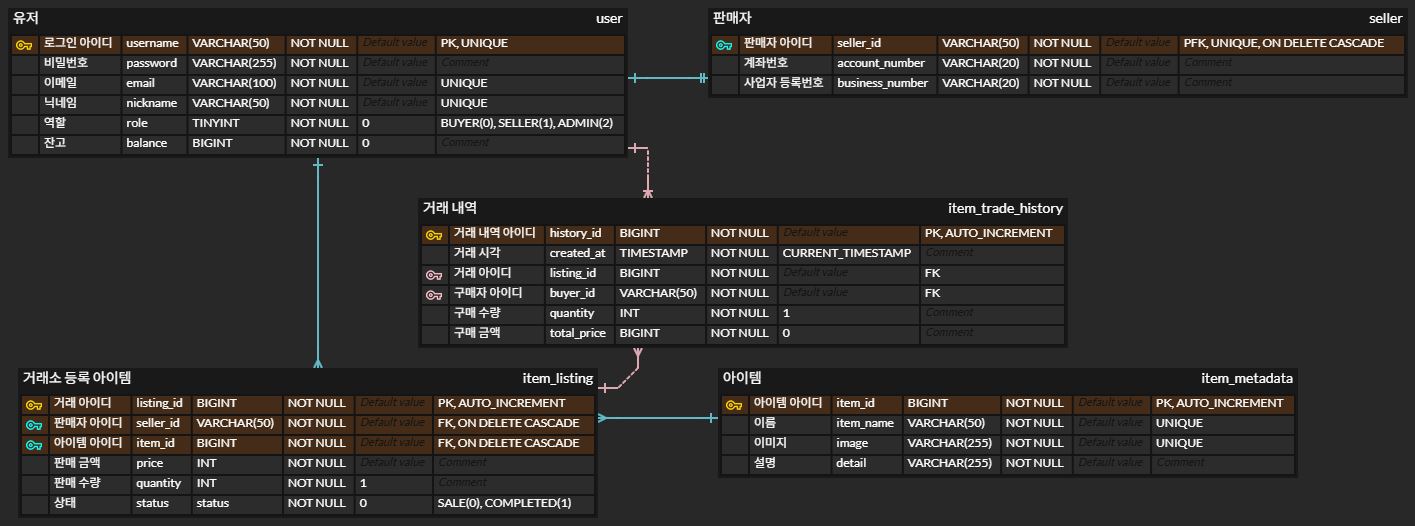 유저 user
로그인 아이디 username VARCHAR(50) NOT NULL Default value PK, UNIQUE
비밀번호 password VARCHAR(255) NOT NULL Default value Comment
이메일 email VARCHAR(100) NOT NULL Default value UNIQUE
닉네임 nickname VARCHAR(50) NOT NULL Default value UNIQUE
역할 role TINYINT NOT NULL 0 BUYER(0), SELLER(1), ADMIN(2)
잔고 balance BIGINT NOT NULL 0 Comment
판매자 seller
판매자 아이디 seller_id VARCHAR(50) NOT NULL Default value PFK, UNIQUE, ON DELETE CASCADE
계좌번호 account_number VARCHAR(20) NOT NULL Default value Comment
사업자 등록번호 business_number VARCHAR(20) NOT NULL Default value Comment
거래 내역 item_trade_history
거래 내역 아이디 history_id BIGINT NOT NULL Default value PK, AUTO_INCREMENT
거래 시각 created_at TIMESTAMP NOT NULL CURRENT_TIMESTAMP Comment
거래 아이디 listing_id BIGINT NOT NULL Default value FK
구매자 아이디 buyer_id VARCHAR(50) NOT NULL Default value FK
구매 수량 quantity INT NOT NULL 1 Comment
구매 금액 total_price BIGINT NOT NULL 0 Comment
거래소 등록 아이템 item_listing
거래 아이디 listing_id BIGINT NOT NULL Default value PK, AUTO_INCREMENT
판매자 아이디 seller_id VARCHAR(50) NOT NULL Default value FK, ON DELETE CASCADE
아이템 아이디 item_id BIGINT NOT NULL Default value FK, ON DELETE CASCADE
판매 금액 price INT NOT NULL Default value Comment
판매 수량 quantity INT NOT NULL 1 Comment
상태 status status NOT NULL 0 SALE(0), COMPLETED(1)
아이템 item_metadata
아이템 아이디 item_id BIGINT NOT NULL Default value PK, AUTO_INCREMENT
이름 item_name VARCHAR(50) NOT NULL Default value UNIQUE
이미지 image VARCHAR(255) NOT NULL Default value UNIQUE
설명 detail VARCHAR(255) NOT NULL Default value Comment